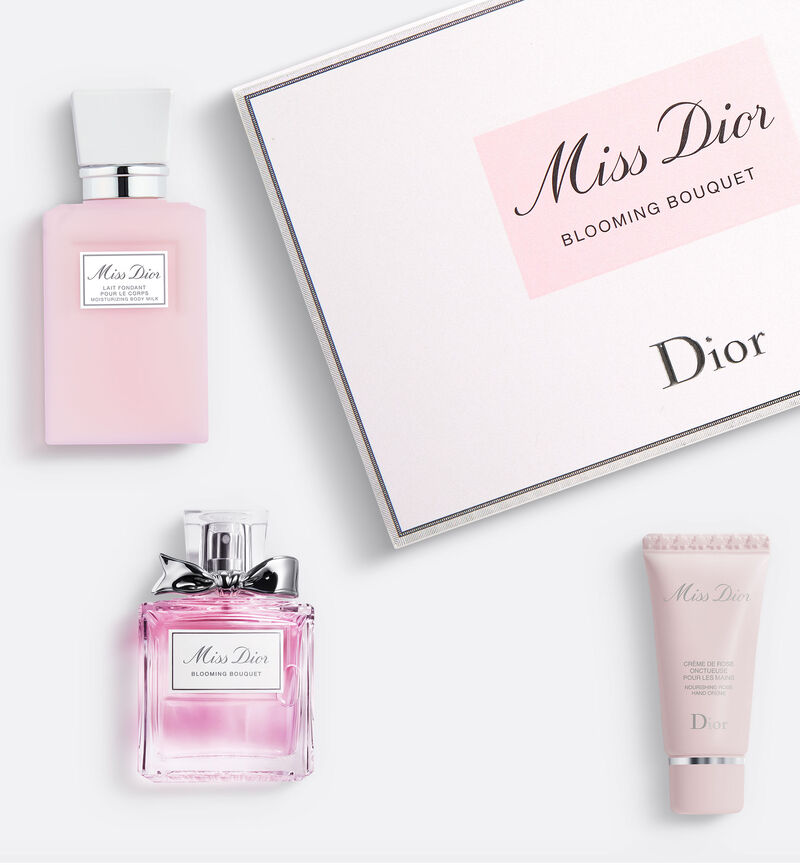 Miss Dior
BLOOMING BOUQUET
Dior
Miss Dior
LAIT FONDANT
POUR LE CORPS
MOISTURIZING BODY MILK
Miss Dior
BLOOMING BOUQUET
Miss Dior
CRÈME DE ROSE
ONCTUEUSE
POUR LES MAINS
NOURISHING ROSE
HAND CRÈME
Dior